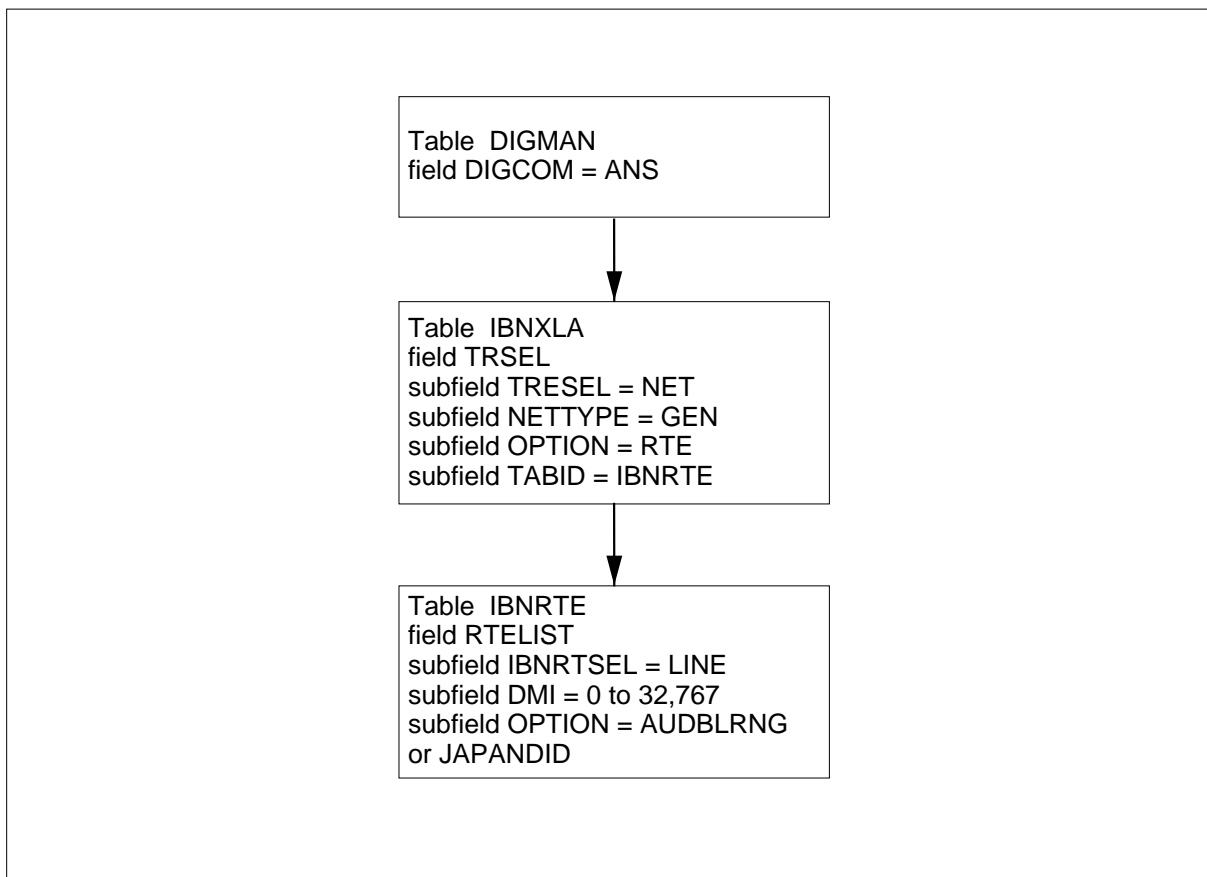 Table DIGMAN
field DIGCOM = ANS
Table IBNXLA
field TRSEL
subfield TRESEL = NET
subfield NETTYPE = GEN
subfield OPTION = RTE
subfield TABID = IBNRTE
Table IBNRTE
field RTELIST
subfield IBNRTSEL = LINE
subfield DMI = 0 to 32,767
subfield OPTION = AUDBLRNG
or JAPANDID